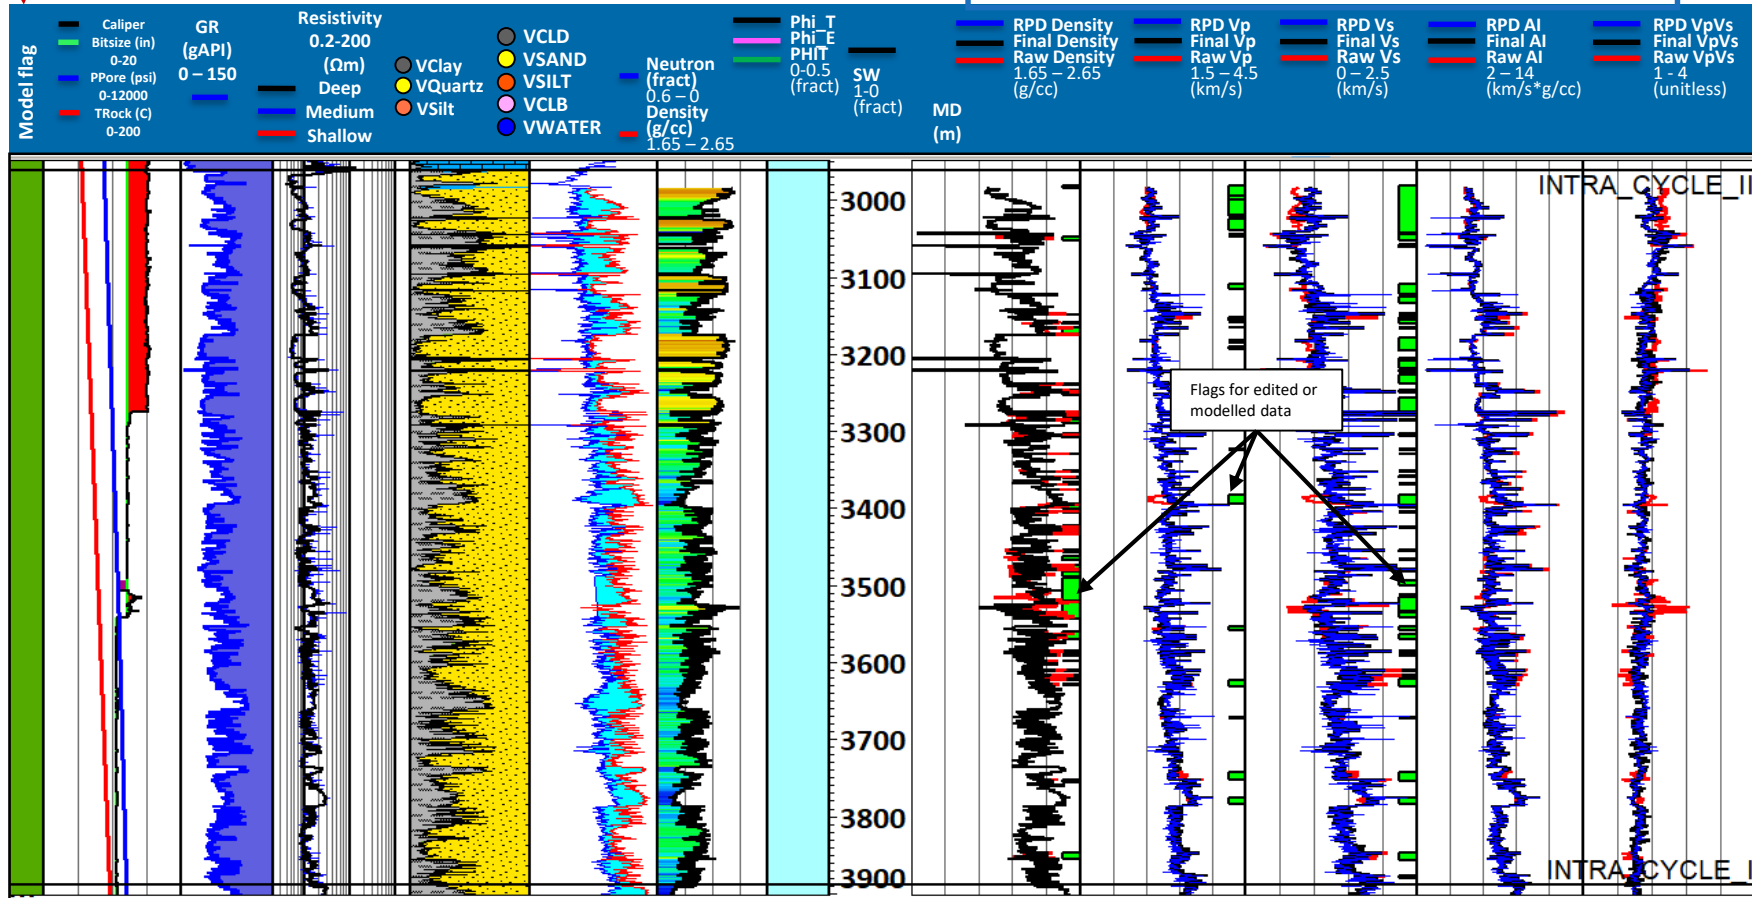 Model flag
Caliper
Bitsize (in)
0-20
PPore (psi)
0-12000
TRock (C)
0-200
GR
(gAPI)
0 – 150
Resistivity
0.2-200
(Ωm)
Deep
Medium
Shallow
VClay
VQuartz
VSilt
VCLD
VSAND
VSILT
VCLB
VWATER
Neutron
(fract)
0.6 – 0
Density
(g/cc)
1.65 – 2.65
Phi_T
Phi_E
PHIT
0-0.5
(fract)
SW
1-0
(fract)
MD
(m)
RPD Density
Final Density
Raw Density
1.65 – 2.65
(g/cc)
RPD Vp
Final Vp
Raw Vp
1.5 – 4.5
(km/s)
RPD Vs
Final Vs
Raw Vs
0 – 2.5
(km/s)
RPD AI
Final AI
Raw AI
2 – 14
(km/s*g/cc)
RPD VpVs
Final VpVs
Raw VpVs
1 - 4
(unitless)
INTRA_CYCLE_II
3000
3100
3200
3300
3400
3500
3600
3700
3800
3900
Flags for edited or
modelled data
INTRA_CYCLE_I